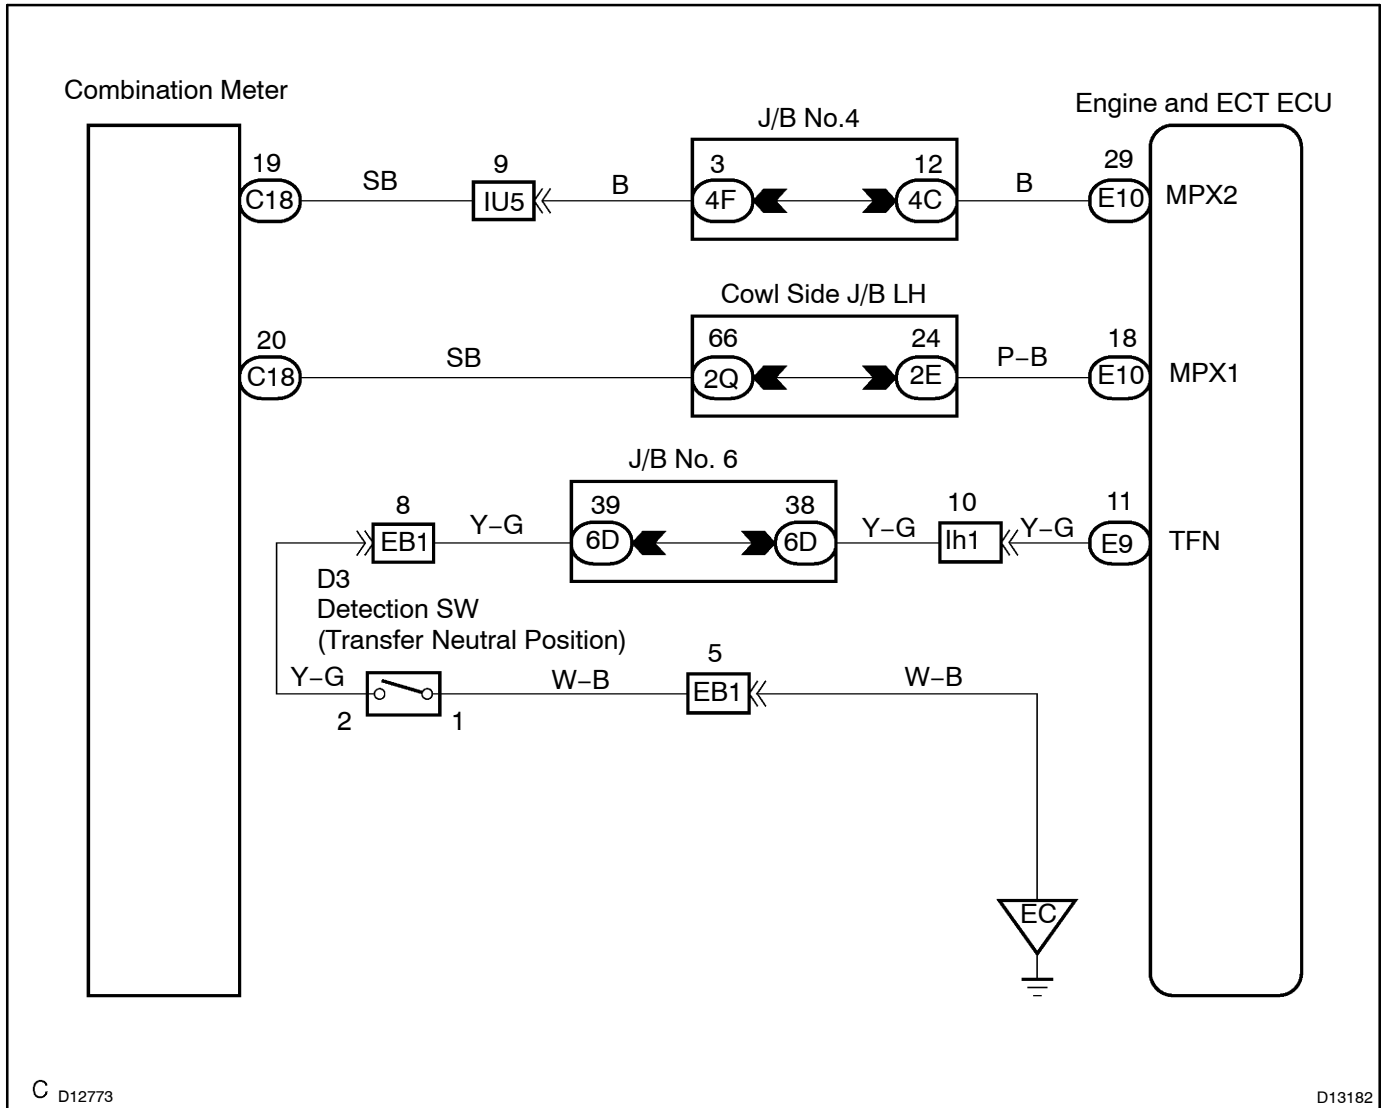 Combination Meter
Engine and ECT ECU
J/B No.4
19
9
3
12
29
C18
SB
IU5
B
4F
4C
B
E10
MPX2
Cowl Side J/B LH
20
66
24
18
C18
SB
2Q
2E
P–B
E10
MPX1
J/B No. 6
8
39
38
10
11
EB1
Y–G
6D
6D
Y–G
Ih1
Y–G
E9
TFN
D3
Detection SW
(Transfer Neutral Position)
5
Y–G
W–B
EB1
W–B
2
1
EC
C D12773
D13182